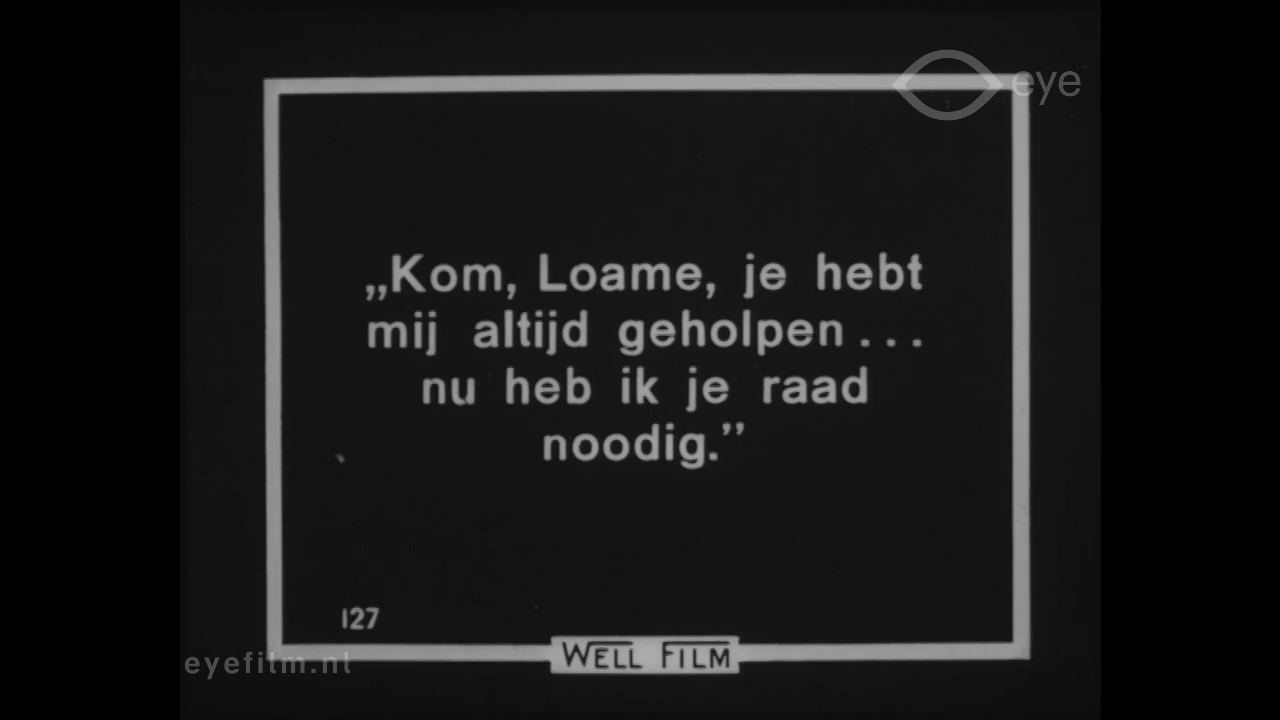 eye
„Kom, Loame, je hebt
mij altijd geholpen...
nu heb ik je raad
noodig.”
127
WELL FILM
eyefilm.nl